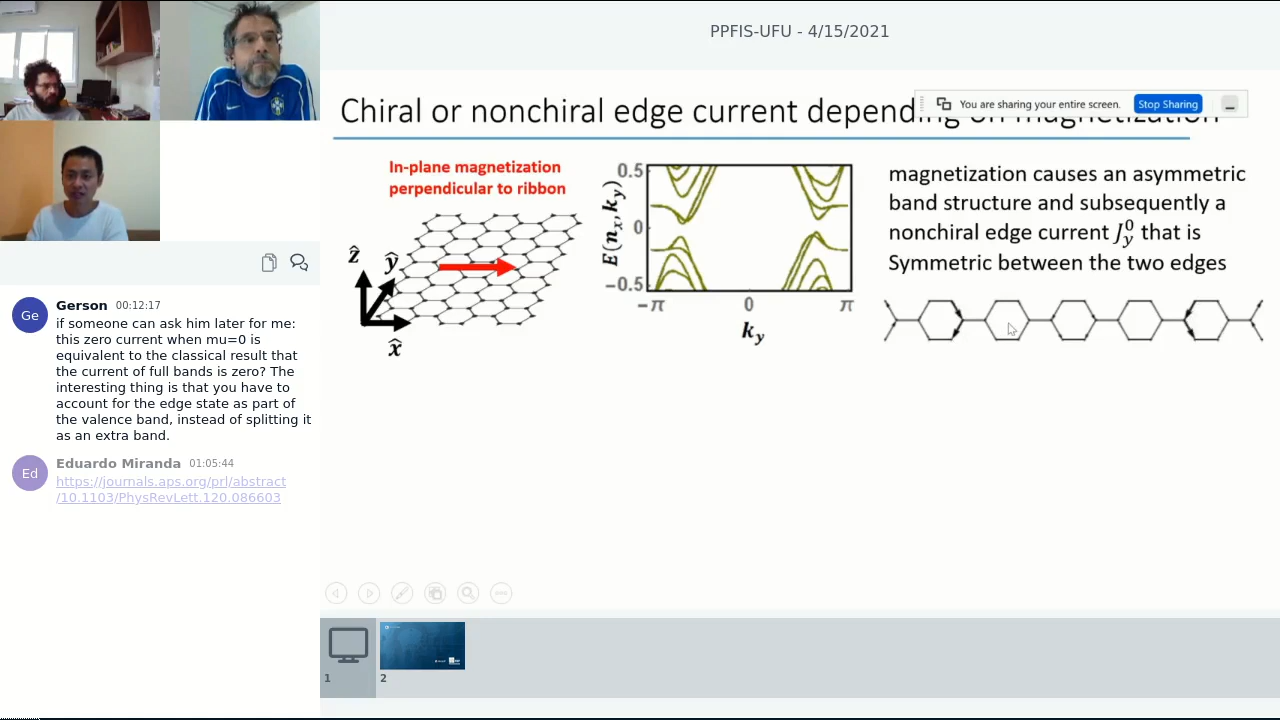 PPFIS-UFU - 4/15/2021
Chiral or nonchiral edge current depending on magnetization
You are sharing your entire screen.
Stop Sharing
In-plane magnetization
perpendicular to ribbon
ẑ
ŷ
x̂
0.5
0
−0.5
E(nₓ, k_y)
−π
0
π
k_y
magnetization causes an asymmetric
band structure and subsequently a
nonchiral edge current J_y^0 that is
Symmetric between the two edges
Ge
Gerson 00:12:17
if someone can ask him later for me:
this zero current when mu=0 is
equivalent to the classical result that
the current of full bands is zero? The
interesting thing is that you have to
account for the edge state as part of
the valence band, instead of splitting it
as an extra band.
Ed
Eduardo Miranda 01:05:44
https://journals.aps.org/prl/abstract
/10.1103/PhysRevLett.120.086603
1
2